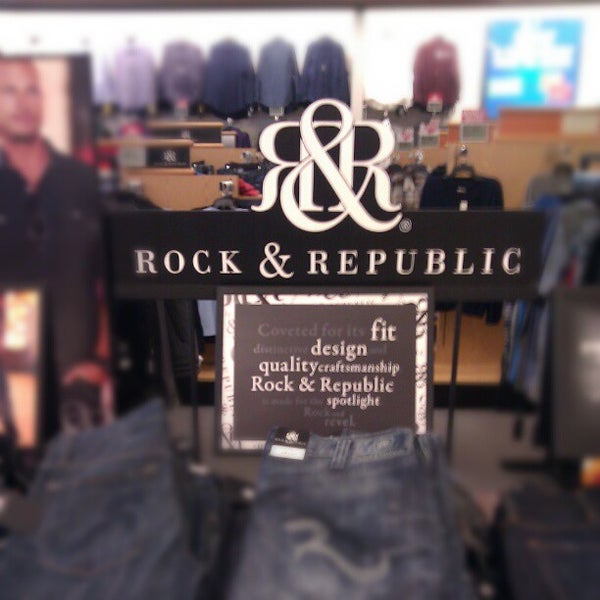 R&R®
ROCK & REPUBLIC
Coveted for its fit
distinctive design and
quality craftsmanship
Rock & Republic
is made for the spotlight
Rock and
revel.